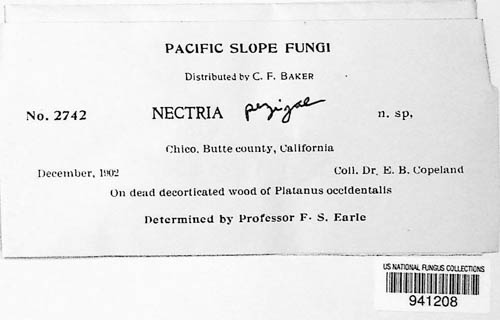 PACIFIC SLOPE FUNGI
Distributed by C. F. BAKER
No. 2742 NECTRIA pezizae n. sp,
Chico, Butte county, California
December, 1902 Coll. Dr. E. B. Copeland
On dead decorticated wood of Platanus occidentalis
Determined by Professor F. S. Earle
US NATIONAL FUNGUS COLLECTIONS
941208